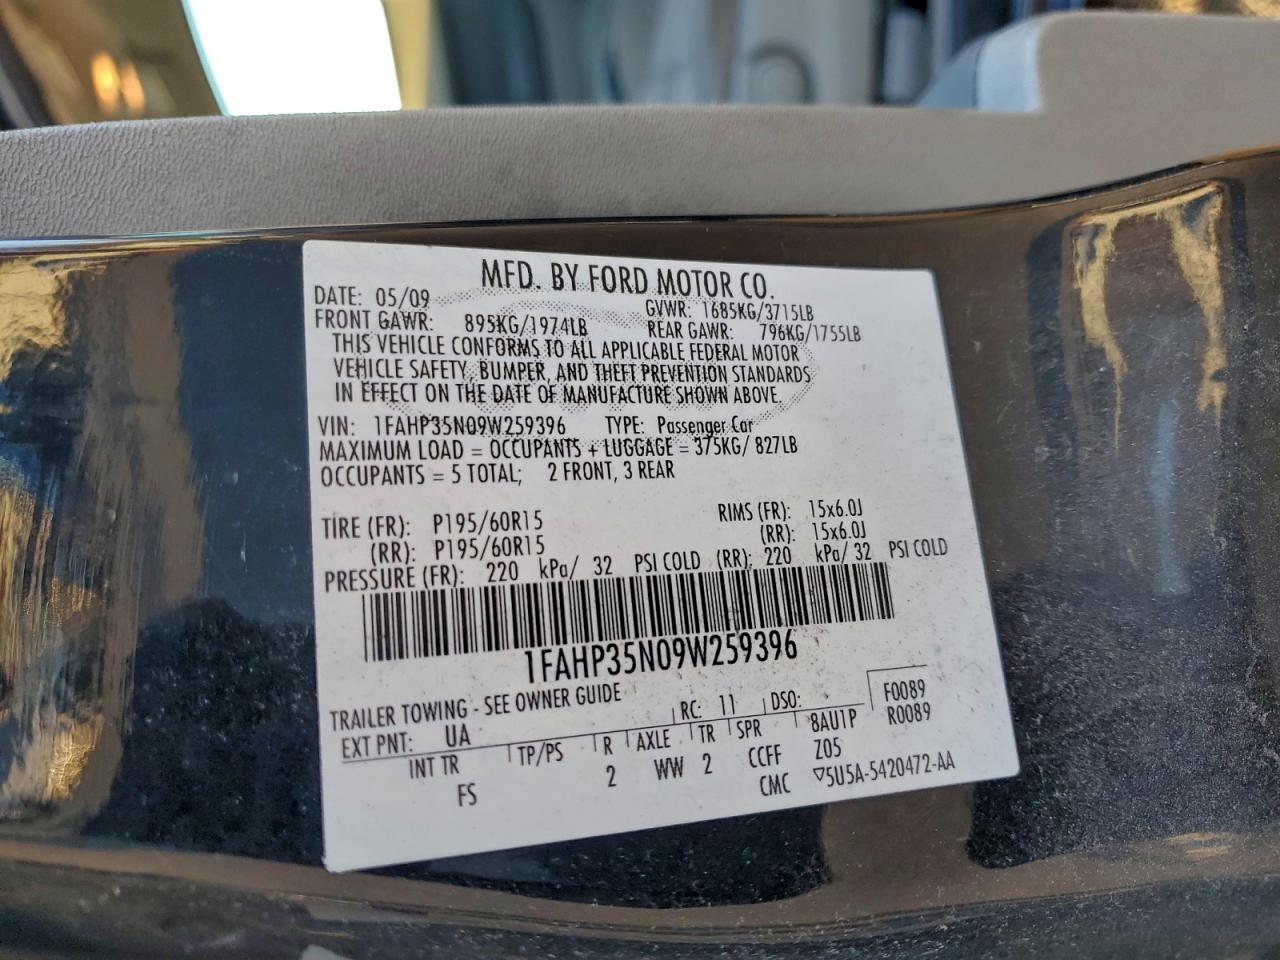 MFD. BY FORD MOTOR CO.
DATE: 05/09 GVWR: 1685KG/3715LB
FRONT GAWR: 895KG/1974LB REAR GAWR: 796KG/1755LB
THIS VEHICLE CONFORMS TO ALL APPLICABLE FEDERAL MOTOR
VEHICLE SAFETY, BUMPER, AND THEFT PREVENTION STANDARDS
IN EFFECT ON THE DATE OF MANUFACTURE SHOWN ABOVE.
VIN: 1FAHP35N09W259396 TYPE: Passenger Car
MAXIMUM LOAD = OCCUPANTS + LUGGAGE = 375KG/ 827LB
OCCUPANTS = 5 TOTAL; 2 FRONT, 3 REAR
TIRE (FR): P195/60R15 RIMS (FR): 15x6.0J
(RR): P195/60R15 (RR): 15x6.0J
PRESSURE (FR): 220 kPa/ 32 PSI COLD (RR): 220 kPa/ 32 PSI COLD
1FAHP35N09W259396
TRAILER TOWING - SEE OWNER GUIDE
EXT PNT: UA RC: 11 DSO: F0089
R0089
INT TR TP/PS R AXLE TR SPR 8AU1P
FS 2 WW 2 CCFF Z05
CMC ▽5U5A-5420472-AA